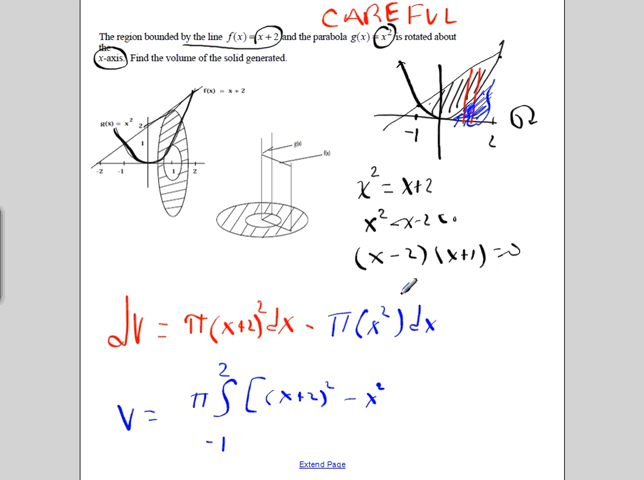 CAREFUL
The region bounded by the line f(x) = x + 2 and the parabola g(x) = x² is rotated about
the
x-axis. Find the volume of the solid generated.
f(x) = x + 2
g(x) = x²
2
1
-2 -1 1 2
g(x)
f(x)
-1 2
x² = x+2
x² -x-2 = 0
(x-2)(x+1)=0
dV = π(x+2)²dx - π(x²)dx
2
V = π∫[(x+2)² - x²
-1
Extend Page